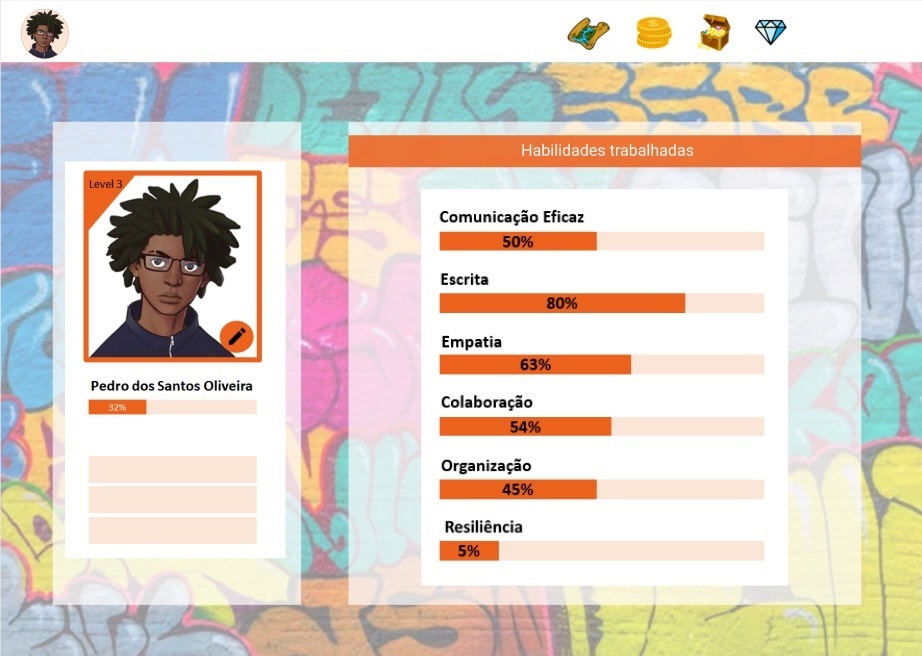 Level 3
Pedro dos Santos Oliveira
32%
Habilidades trabalhadas
Comunicação Eficaz
50%
Escrita
80%
Empatia
63%
Colaboração
54%
Organização
45%
Resiliência
5%